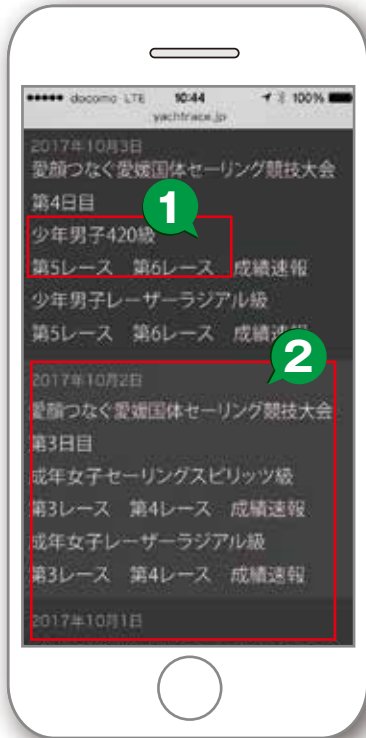 docomo LTE 10:44 100%
yachtrace.jp
2017年10月3日
愛顔つなぐ愛媛国体セーリング競技大会
第4日目
1
少年男子420級
第5レース 第6レース 成績速報
少年男子レーザーラジアル級
第5レース 第6レース 成績速報
2
2017年10月2日
愛顔つなぐ愛媛国体セーリング競技大会
第3日目
成年女子セーリングスピリッツ級
第3レース 第4レース 成績速報
成年女子レーザーラジアル級
第3レース 第4レース 成績速報
2017年10月1日